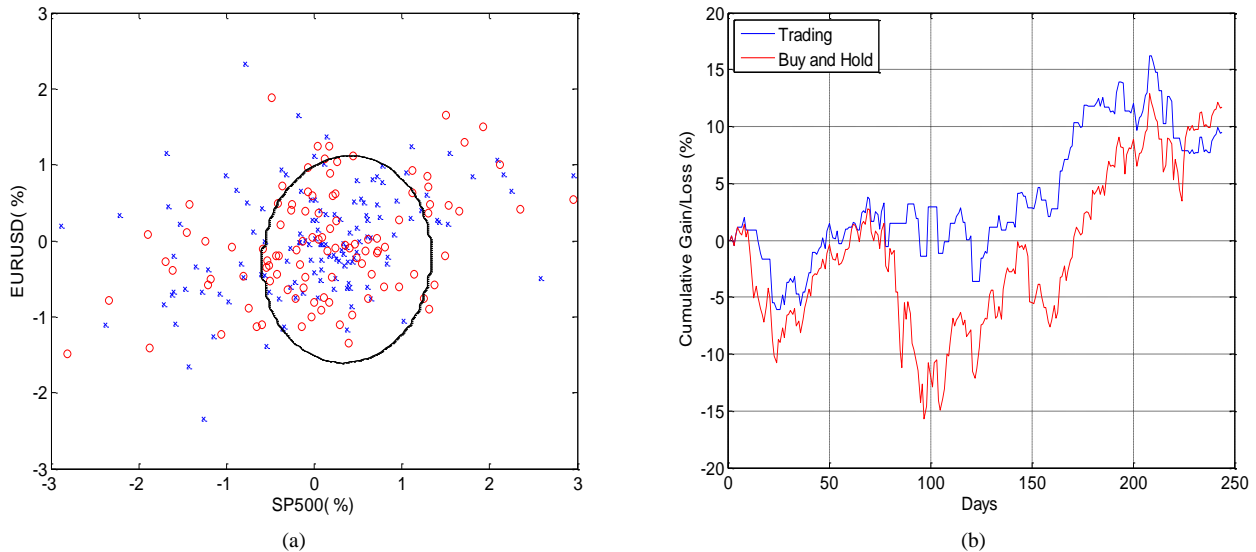 3
2
1
0
-1
-2
-3
EURUSD( %)
-3 -2 -1 0 1 2 3
SP500( %)
(a)
Trading
Buy and Hold
20
15
10
5
0
-5
-10
-15
-20
Cumulative Gain/Loss (%)
0 50 100 150 200 250
Days
(b)